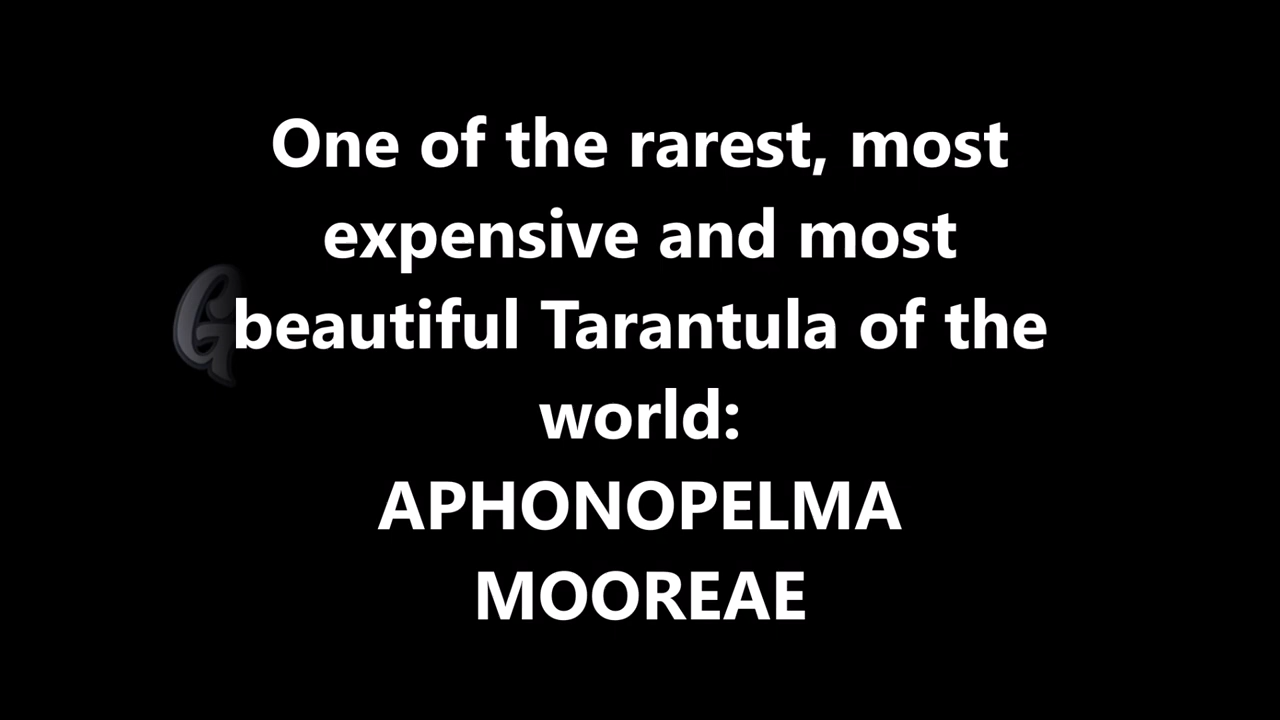 One of the rarest, most
expensive and most
beautiful Tarantula of the
world:
APHONOPELMA
MOOREAE